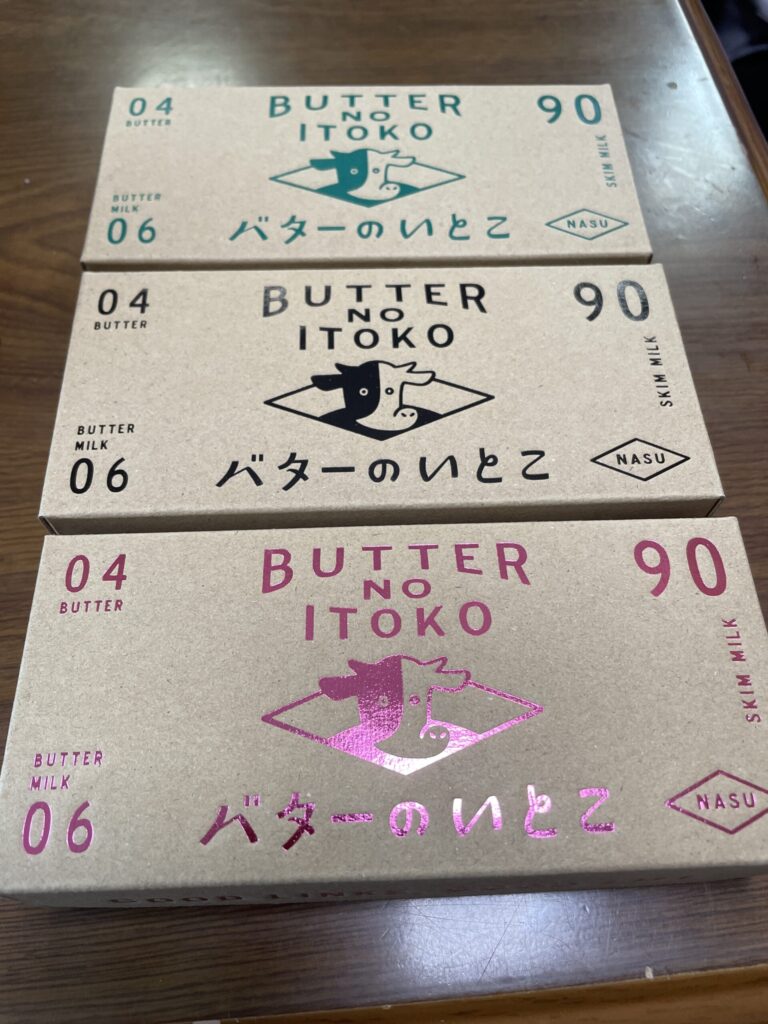 04
BUTTER
BUTTER
NO
ITOKO
90
SKIM MILK
BUTTER
MILK
06
バターのいとこ
NASU
04
BUTTER
BUTTER
NO
ITOKO
90
SKIM MILK
BUTTER
MILK
06
バターのいとこ
NASU
04
BUTTER
BUTTER
NO
ITOKO
90
SKIM MILK
BUTTER
MILK
06
バターのいとこ
NASU
GOOD